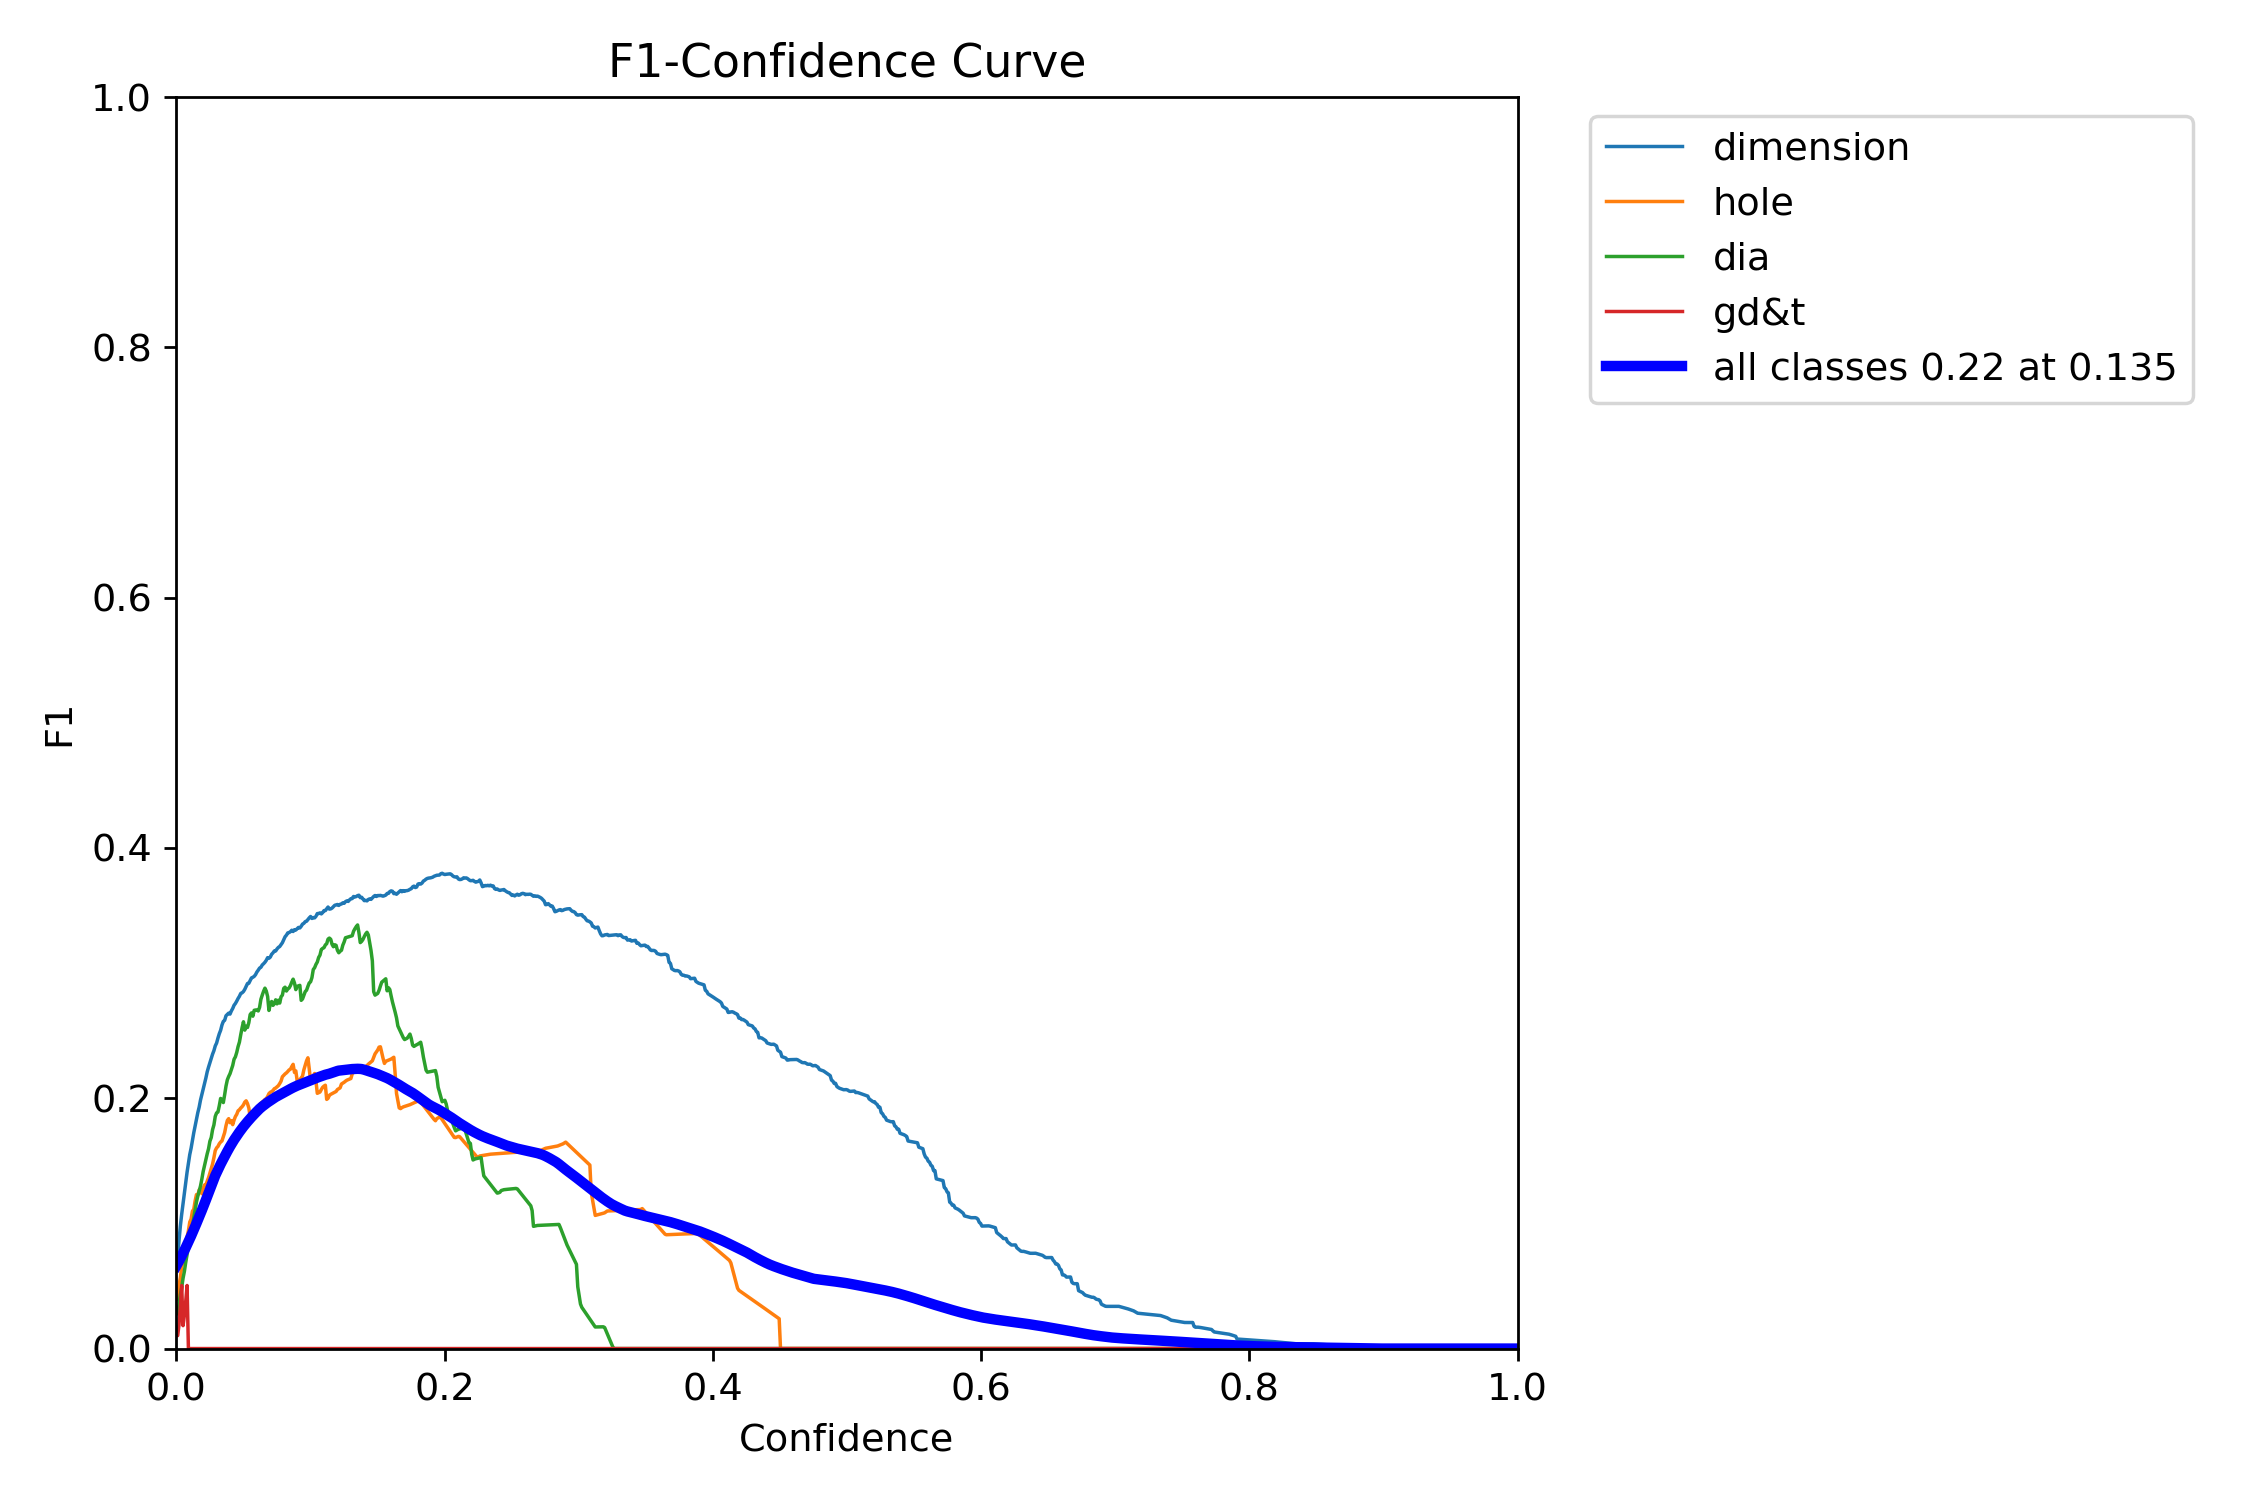 F1-Confidence Curve
1.0
0.8
0.6
0.4
0.2
0.0
F1
0.0 0.2 0.4 0.6 0.8 1.0
Confidence
dimension
hole
dia
gd&t
all classes 0.22 at 0.135